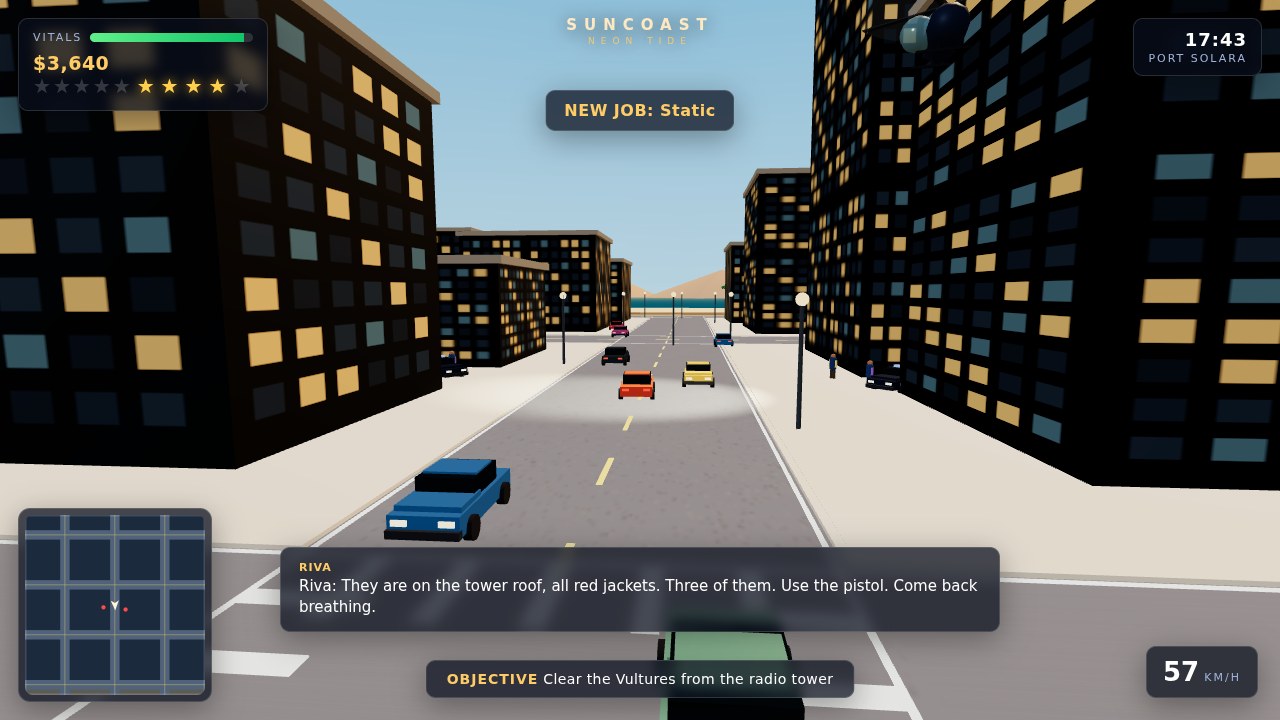 VITALS
$3,640
SUNCOAST
NEON TIDE
17:43
PORT SOLARA
NEW JOB: Static
RIVA
Riva: They are on the tower roof, all red jackets. Three of them. Use the pistol. Come back
breathing.
OBJECTIVE Clear the Vultures from the radio tower
57 KM/H